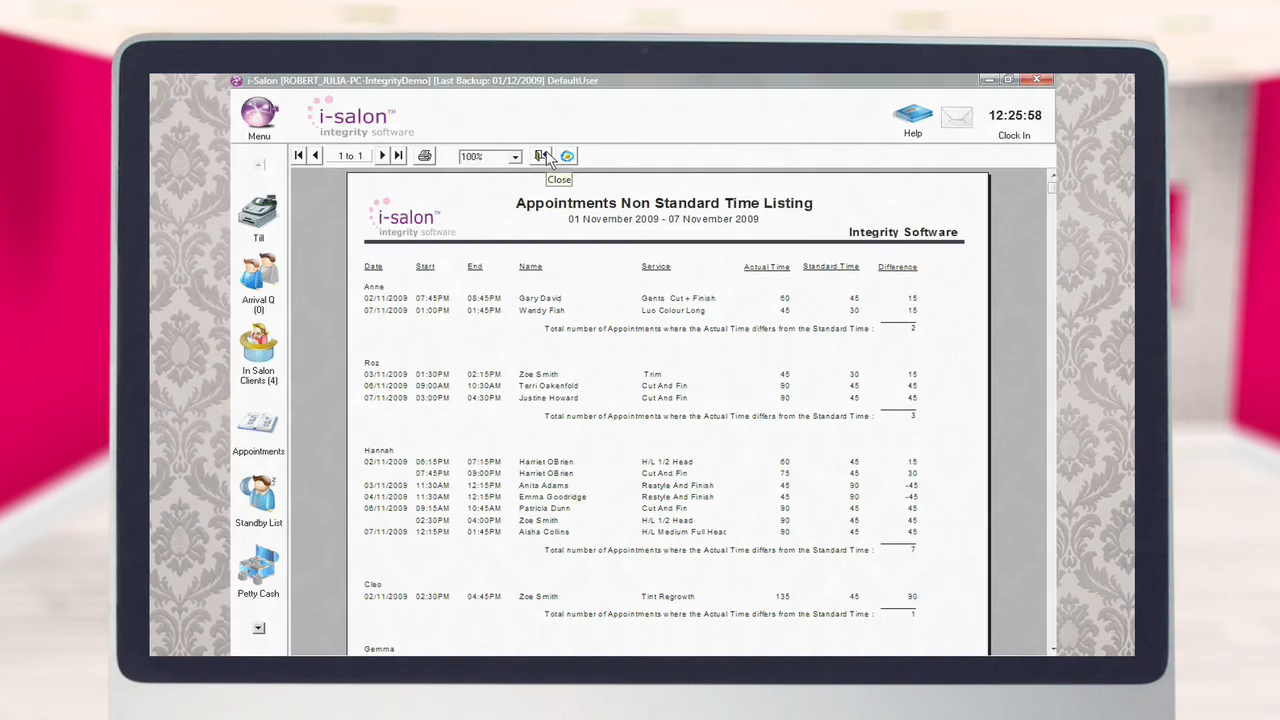 i-Salon [ROBERT_JULIA-PC-IntegrityDemo] [Last Backup: 01/12/2009] DefaultUser
Menu
i-salon™
integrity software
Help
12:25:58
Clock In
1 to 1
100%
Close
Till
Arrival Q
(0)
In Salon
Clients (4)
Appointments
Standby List
Petty Cash
i-salon™
integrity software
Appointments Non Standard Time Listing
01 November 2009 - 07 November 2009
Integrity Software
Date Start End Name Service Actual Time Standard Time Difference
Anne
02/11/2009 07:45PM 08:45PM Gary David Gents Cut + Finish 60 45 15
07/11/2009 01:00PM 01:45PM Wendy Fish Luo Colour Long 45 30 15
Total number of Appointments where the Actual Time differs from the Standard Time : 2
Roz
03/11/2009 01:30PM 02:15PM Zoe Smith Trim 45 30 15
06/11/2009 09:00AM 10:30AM Terri Oakenfold Cut And Fin 90 45 45
07/11/2009 03:00PM 04:30PM Justine Howard Cut And Fin 90 45 45
Total number of Appointments where the Actual Time differs from the Standard Time : 3
Hannah
02/11/2009 06:15PM 07:15PM Harriet OBrien H/L 1/2 Head 60 45 15
07:45PM 09:00PM Harriet OBrien Cut And Fin 75 45 30
03/11/2009 11:30AM 12:15PM Anita Adams Restyle And Finish 45 90 -45
04/11/2009 11:30AM 12:15PM Emma Goodridge Restyle And Finish 45 90 -45
06/11/2009 09:15AM 10:45AM Patricia Dunn Cut And Fin 90 45 45
02:30PM 04:00PM Zoe Smith H/L 1/2 Head 90 45 45
07/11/2009 12:15PM 01:45PM Aisha Collins H/L Medium Full Head 90 45 45
Total number of Appointments where the Actual Time differs from the Standard Time : 7
Cleo
02/11/2009 02:30PM 04:45PM Zoe Smith Tint Regrowth 135 45 90
Total number of Appointments where the Actual Time differs from the Standard Time : 1
Gemma